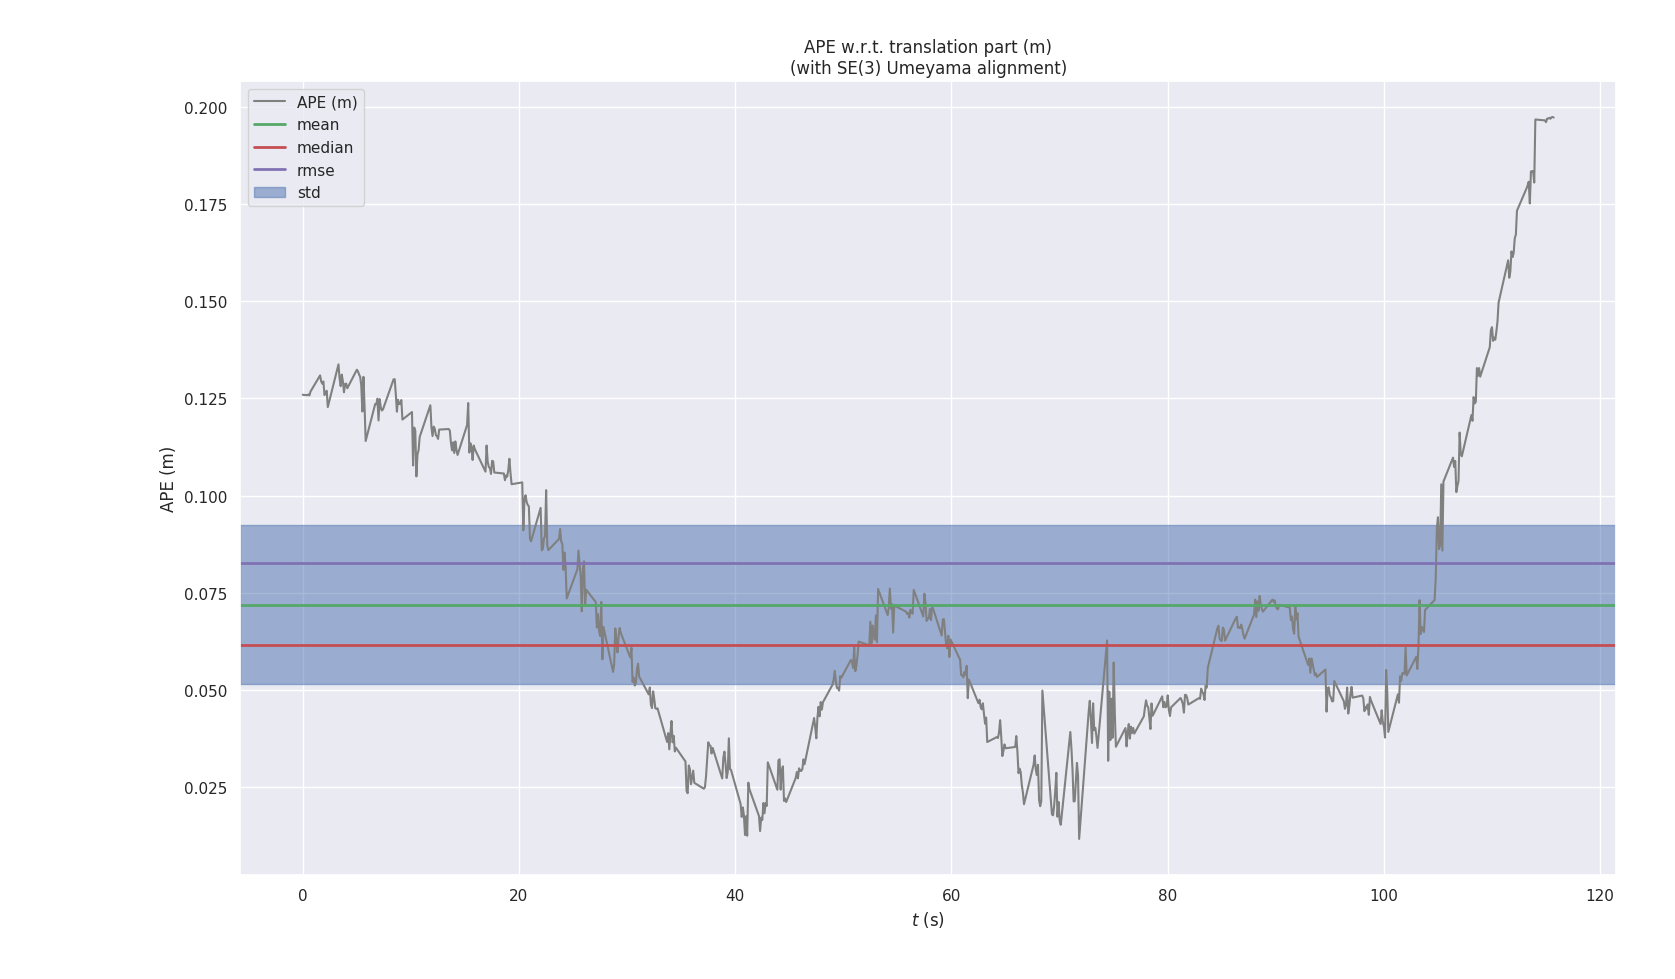 APE w.r.t. translation part (m)
(with SE(3) Umeyama alignment)
APE (m)
mean
median
rmse
std
0.200
0.175
0.150
0.125
0.100
0.075
0.050
0.025
APE (m)
0 20 40 60 80 100 120
t (s)